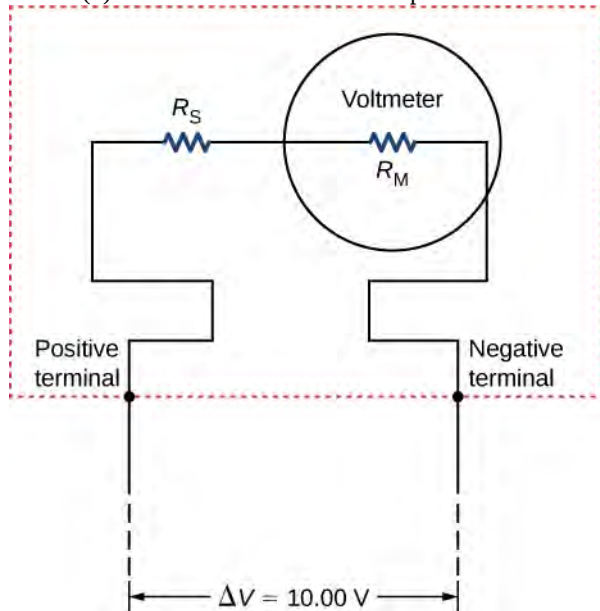 Voltmeter
R_S
R_M
Positive
terminal
Negative
terminal
ΔV = 10.00 V